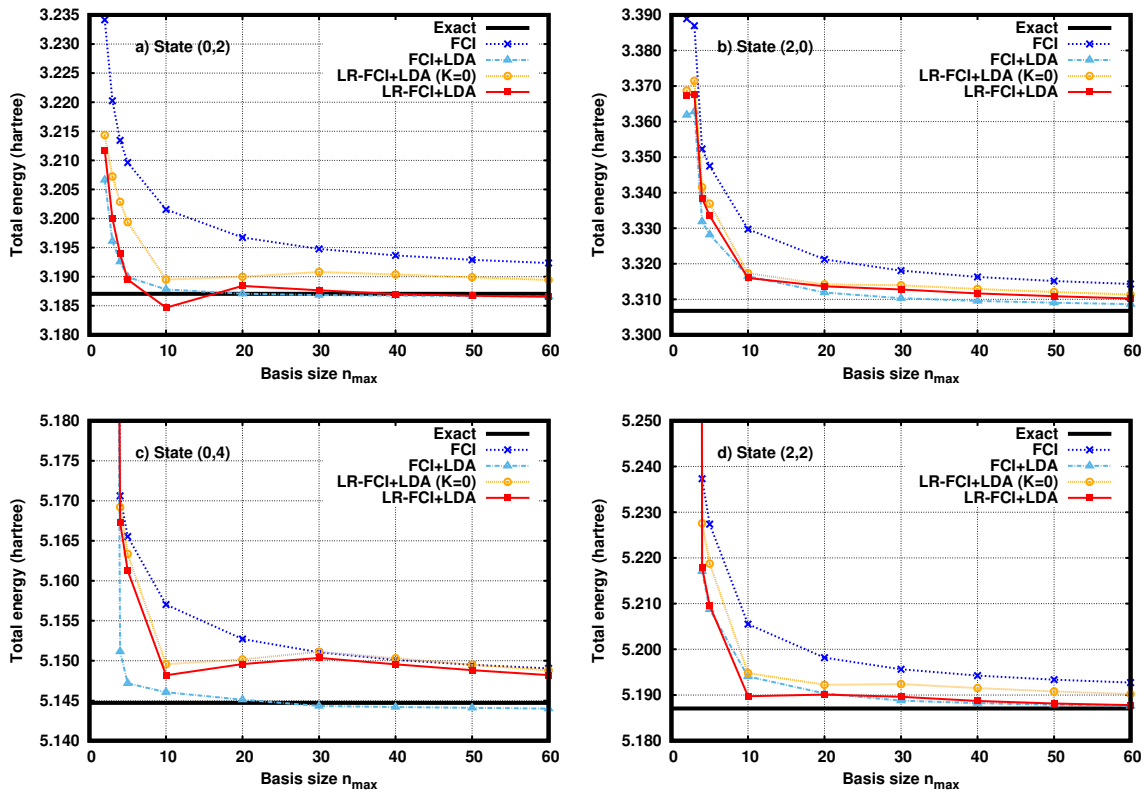 a) State (0,2)
Exact
FCI
FCI+LDA
LR-FCI+LDA (K=0)
LR-FCI+LDA
Total energy (hartree)
3.235
3.230
3.225
3.220
3.215
3.210
3.205
3.200
3.195
3.190
3.185
3.180
0 10 20 30 40 50 60
Basis size nmax
b) State (2,0)
Exact
FCI
FCI+LDA
LR-FCI+LDA (K=0)
LR-FCI+LDA
Total energy (hartree)
3.390
3.380
3.370
3.360
3.350
3.340
3.330
3.320
3.310
3.300
0 10 20 30 40 50 60
Basis size nmax
c) State (0,4)
Exact
FCI
FCI+LDA
LR-FCI+LDA (K=0)
LR-FCI+LDA
Total energy (hartree)
5.180
5.175
5.170
5.165
5.160
5.155
5.150
5.145
5.140
0 10 20 30 40 50 60
Basis size nmax
d) State (2,2)
Exact
FCI
FCI+LDA
LR-FCI+LDA (K=0)
LR-FCI+LDA
Total energy (hartree)
5.250
5.240
5.230
5.220
5.210
5.200
5.190
5.180
0 10 20 30 40 50 60
Basis size nmax